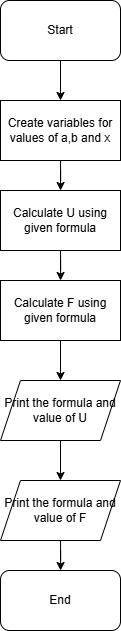 Start
Create variables for
values of a,b and x
Calculate U using
given formula
Calculate F using
given formula
Print the formula and
value of U
Print the formula and
value of F
End